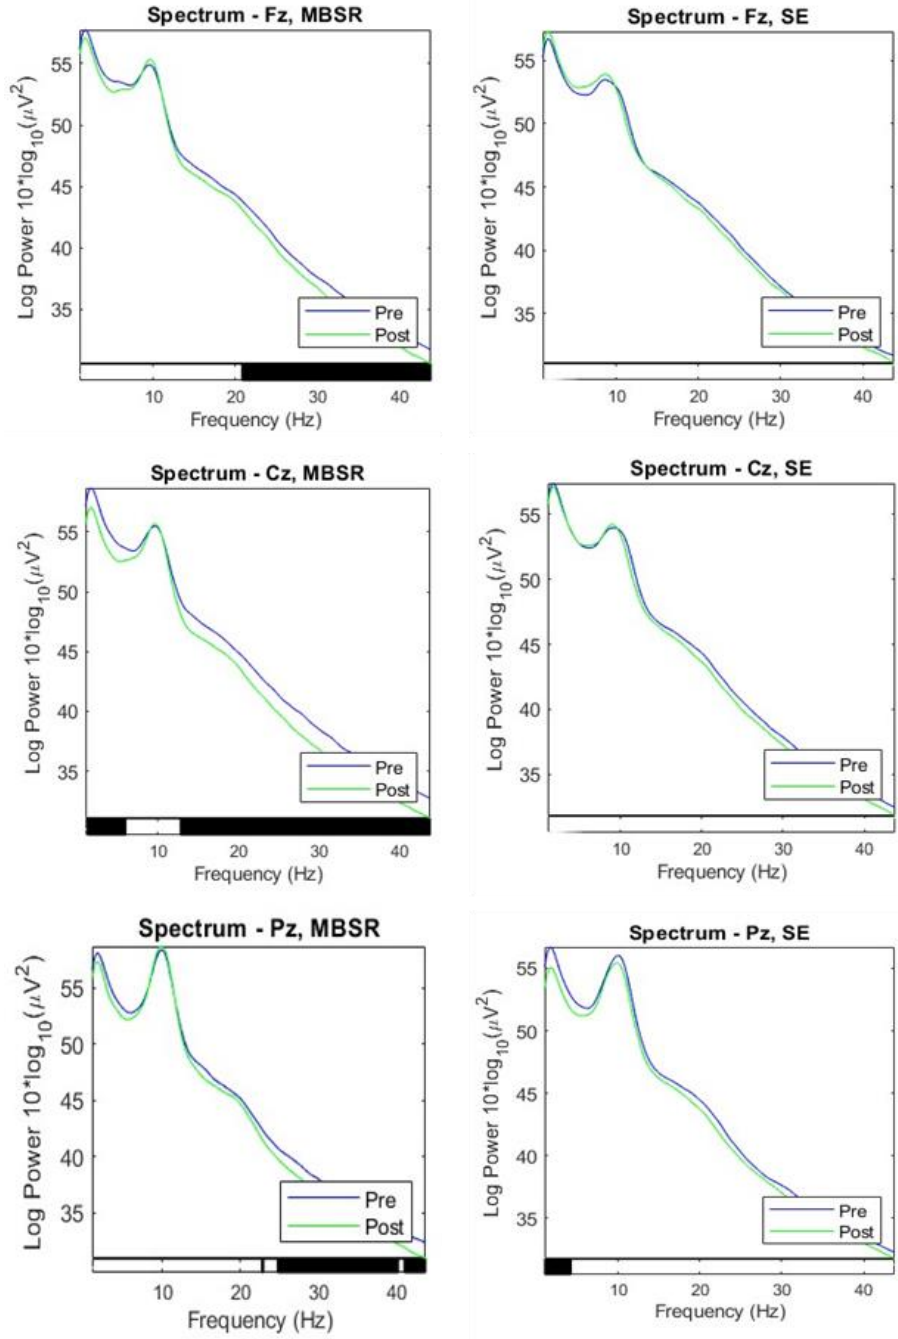 Spectrum - Fz, MBSR
Log Power 10*log10(μV²)
55
50
45
40
35
Pre
Post
10
20
30
40
Frequency (Hz)
Spectrum - Fz, SE
Log Power 10*log10(μV²)
55
50
45
40
35
Pre
Post
10
20
30
40
Frequency (Hz)
Spectrum - Cz, MBSR
Log Power 10*log10(μV²)
55
50
45
40
35
Pre
Post
10
20
30
40
Frequency (Hz)
Spectrum - Cz, SE
Log Power 10*log10(μV²)
55
50
45
40
35
Pre
Post
10
20
30
40
Frequency (Hz)
Spectrum - Pz, MBSR
Log Power 10*log10(μV²)
55
50
45
40
35
Pre
Post
10
20
30
40
Frequency (Hz)
Spectrum - Pz, SE
Log Power 10*log10(μV²)
55
50
45
40
35
Pre
Post
10
20
30
40
Frequency (Hz)